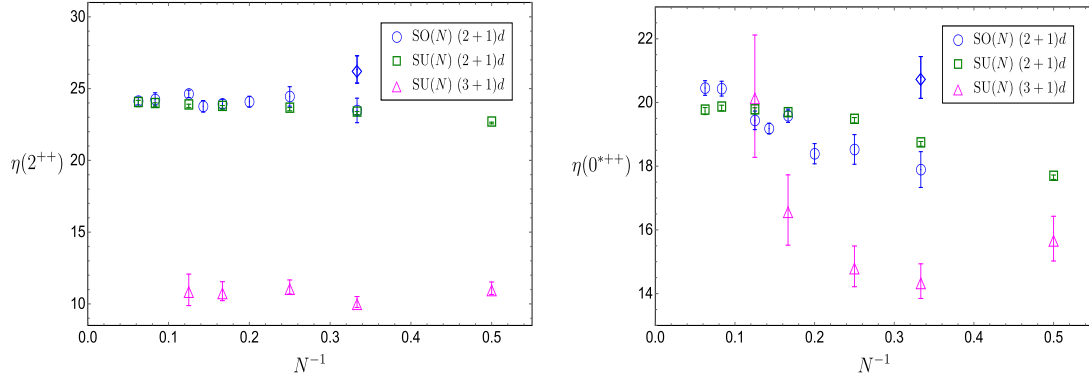 30
25
20
15
10
η(2⁺⁺)
0.0
0.1
0.2
0.3
0.4
0.5
N⁻¹
SO(N) (2+1)d
SU(N) (2+1)d
SU(N) (3+1)d
22
20
18
16
14
η(0*⁺⁺)
0.0
0.1
0.2
0.3
0.4
0.5
N⁻¹
SO(N) (2+1)d
SU(N) (2+1)d
SU(N) (3+1)d